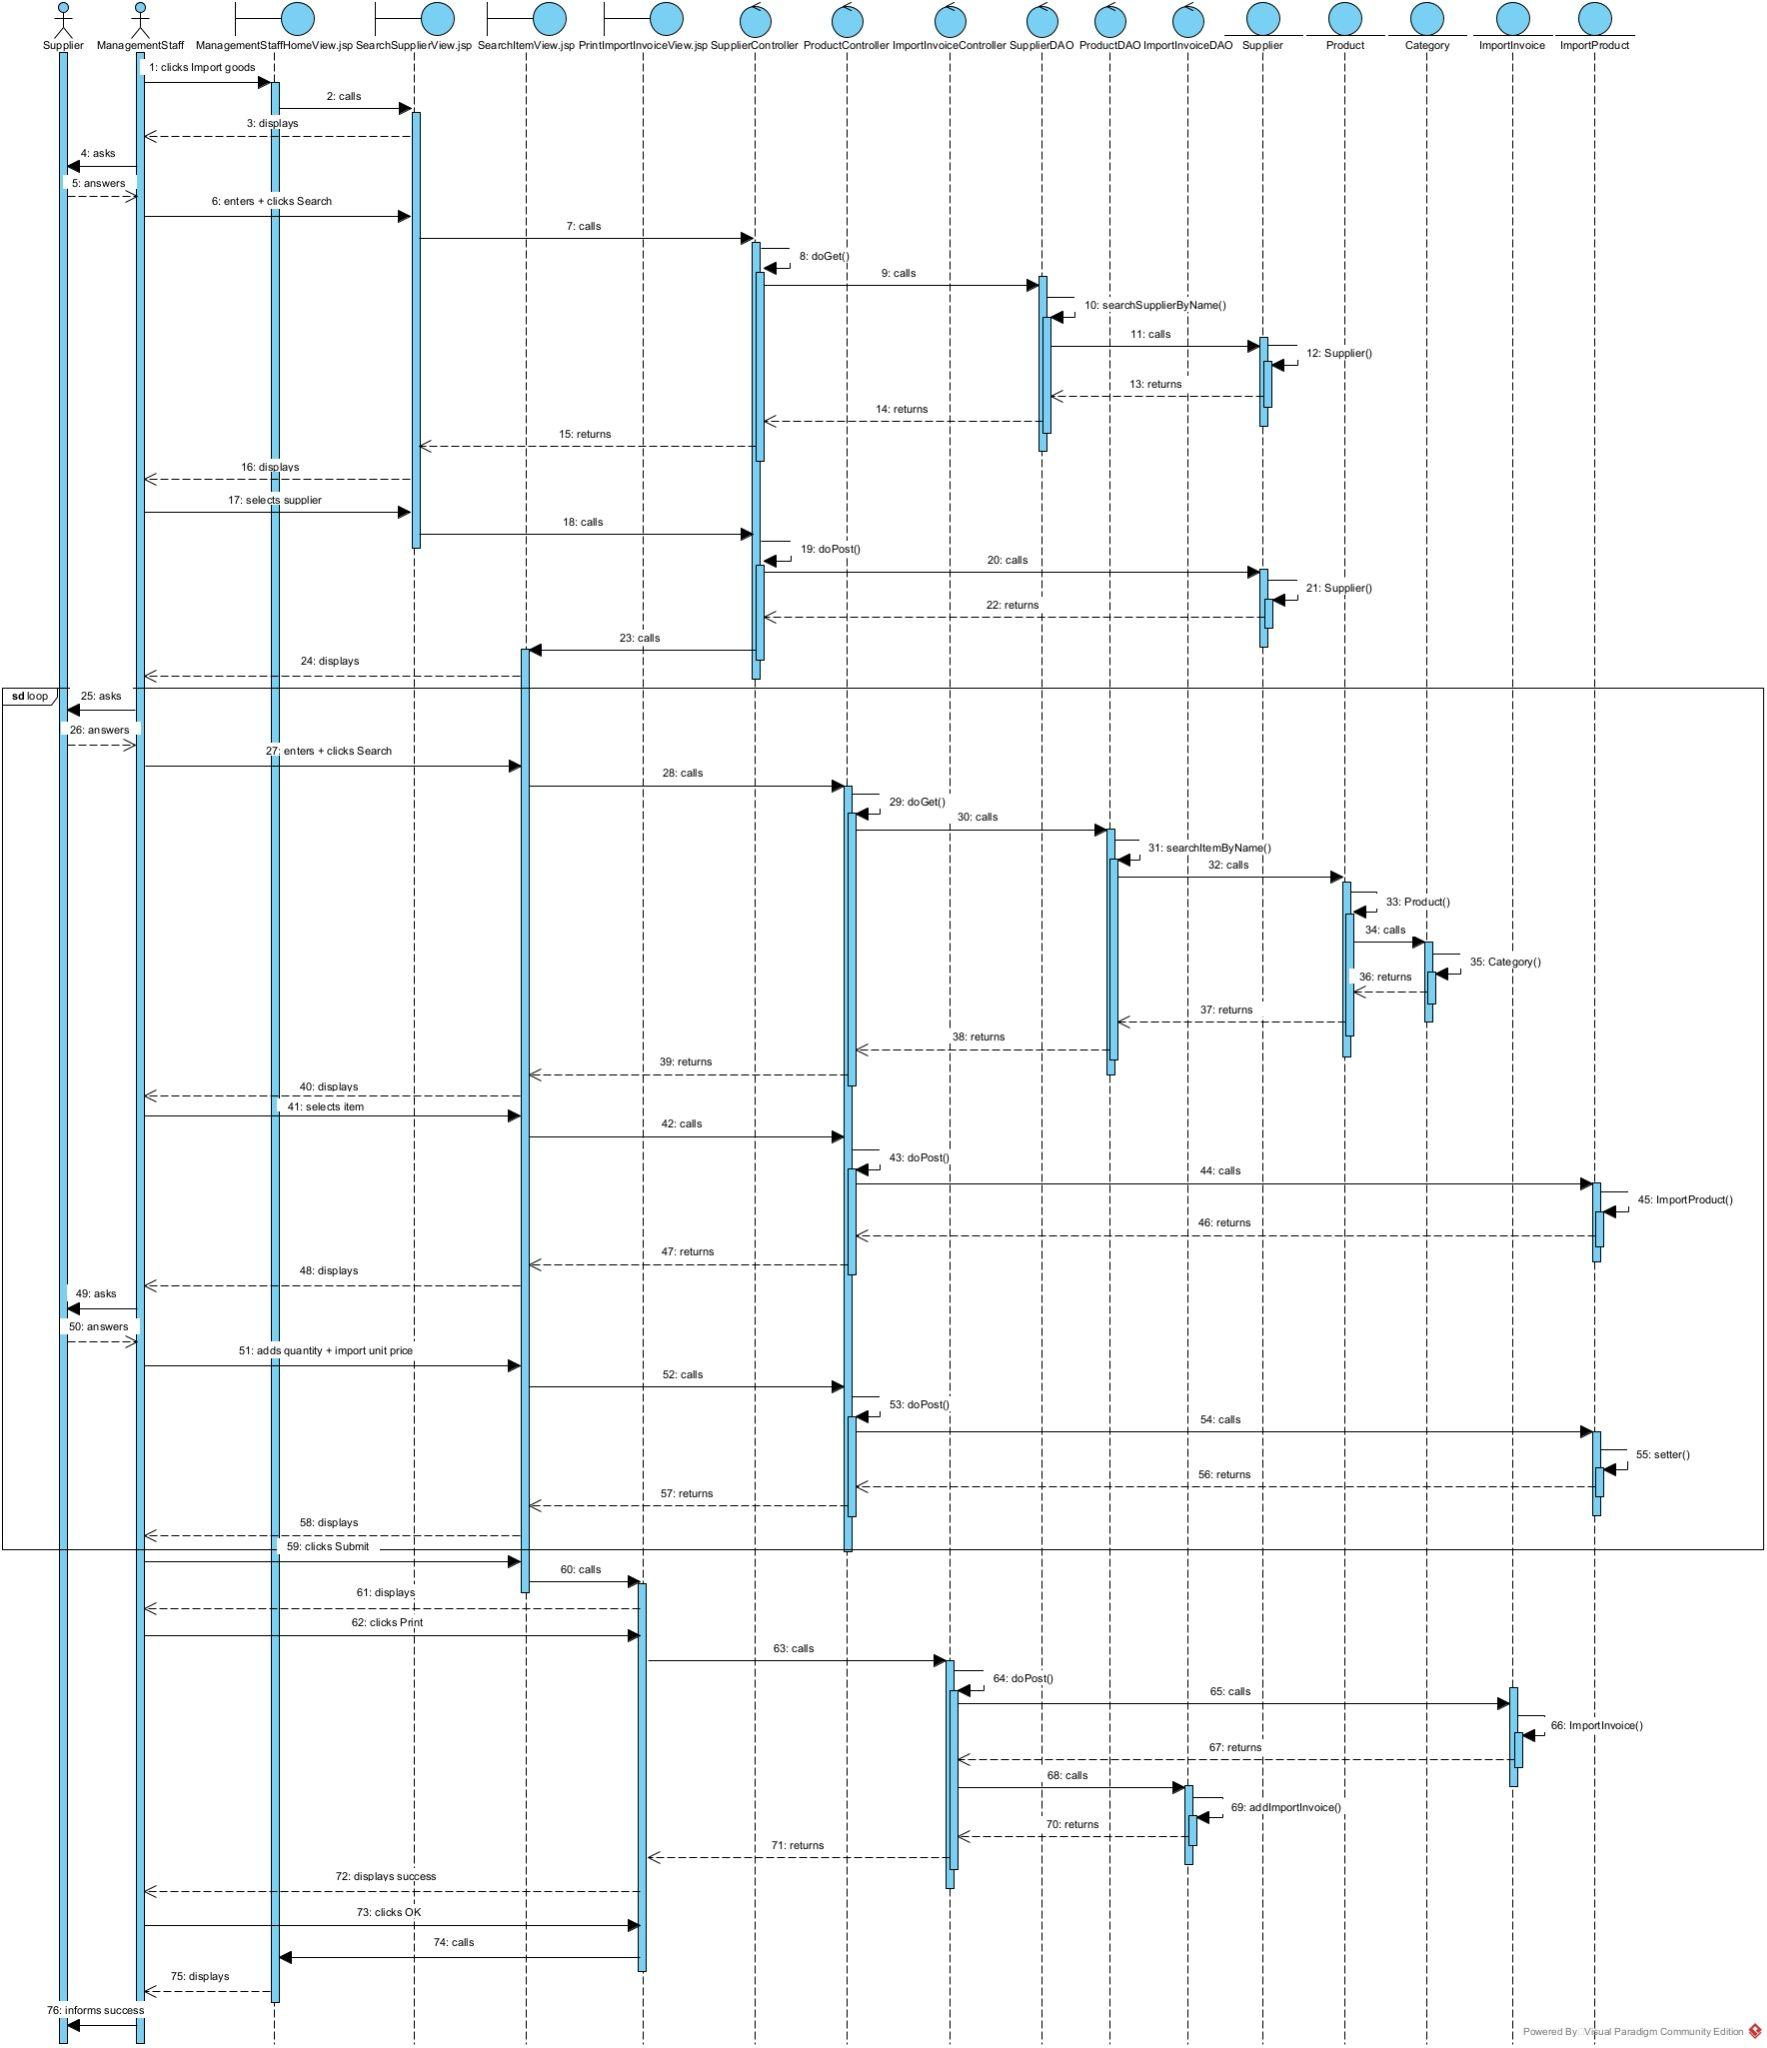 Supplier
ManagementStaff
ManagementStaffHomeView.jsp
SearchSupplierView.jsp
SearchItemView.jsp
PrintImportInvoiceView.jsp
SupplierController
ProductController
ImportInvoiceController
SupplierDAO
ProductDAO
ImportInvoiceDAO
Supplier
Product
Category
ImportInvoice
ImportProduct
1: clicks Import goods
2: calls
3: displays
4: asks
5: answers
6: enters + clicks Search
7: calls
8: doGet()
9: calls
10: searchSupplierByName()
11: calls
12: Supplier()
13: returns
14: returns
15: returns
16: displays
17: selects supplier
18: calls
19: doPost()
20: calls
21: Supplier()
22: returns
23: calls
24: displays
sd loop
25: asks
26: answers
27: enters + clicks Search
28: calls
29: doGet()
30: calls
31: searchItemByName()
32: calls
33: Product()
34: calls
35: Category()
36: returns
37: returns
38: returns
39: returns
40: displays
41: selects item
42: calls
43: doPost()
44: calls
45: ImportProduct()
46: returns
47: returns
48: displays
49: asks
50: answers
51: adds quantity + import unit price
52: calls
53: doPost()
54: calls
55: setter()
56: returns
57: returns
58: displays
59: clicks Submit
60: calls
61: displays
62: clicks Print
63: calls
64: doPost()
65: calls
66: ImportInvoice()
67: returns
68: calls
69: addImportInvoice()
70: returns
71: returns
72: displays success
73: clicks OK
74: calls
75: displays
76: informs success
Powered By Visual Paradigm Community Edition